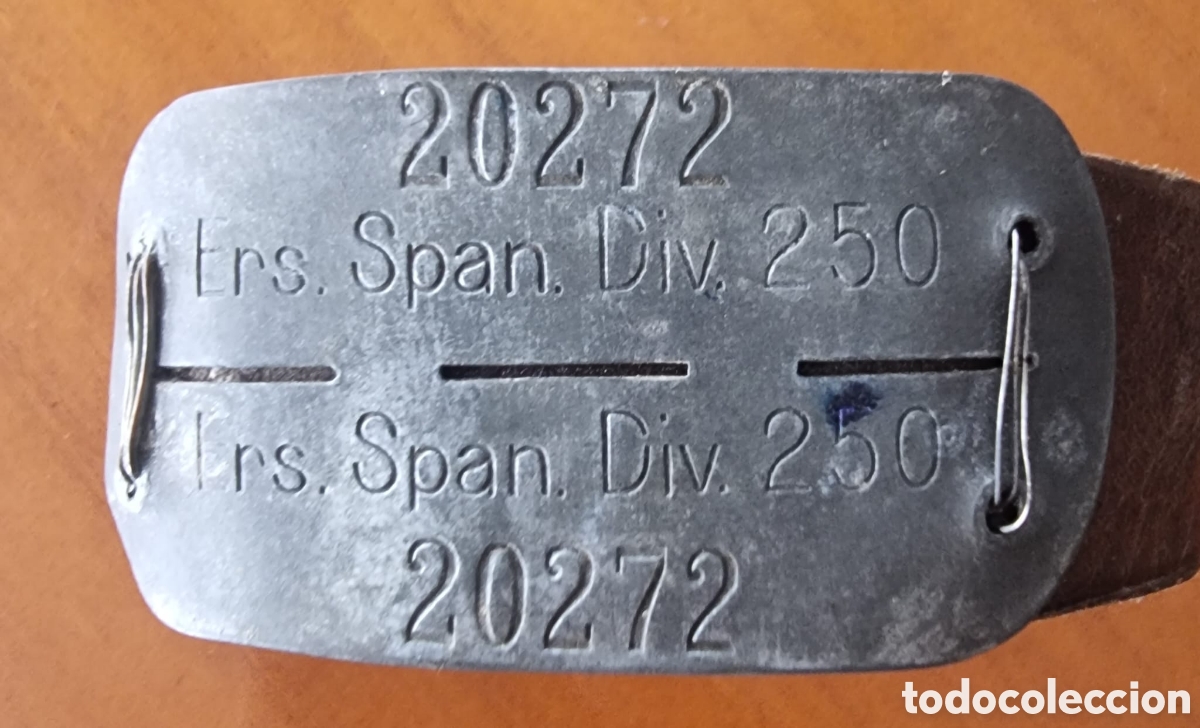 20272
Ers. Span. Div. 250
Ers. Span. Div. 250
20272
todocoleccion